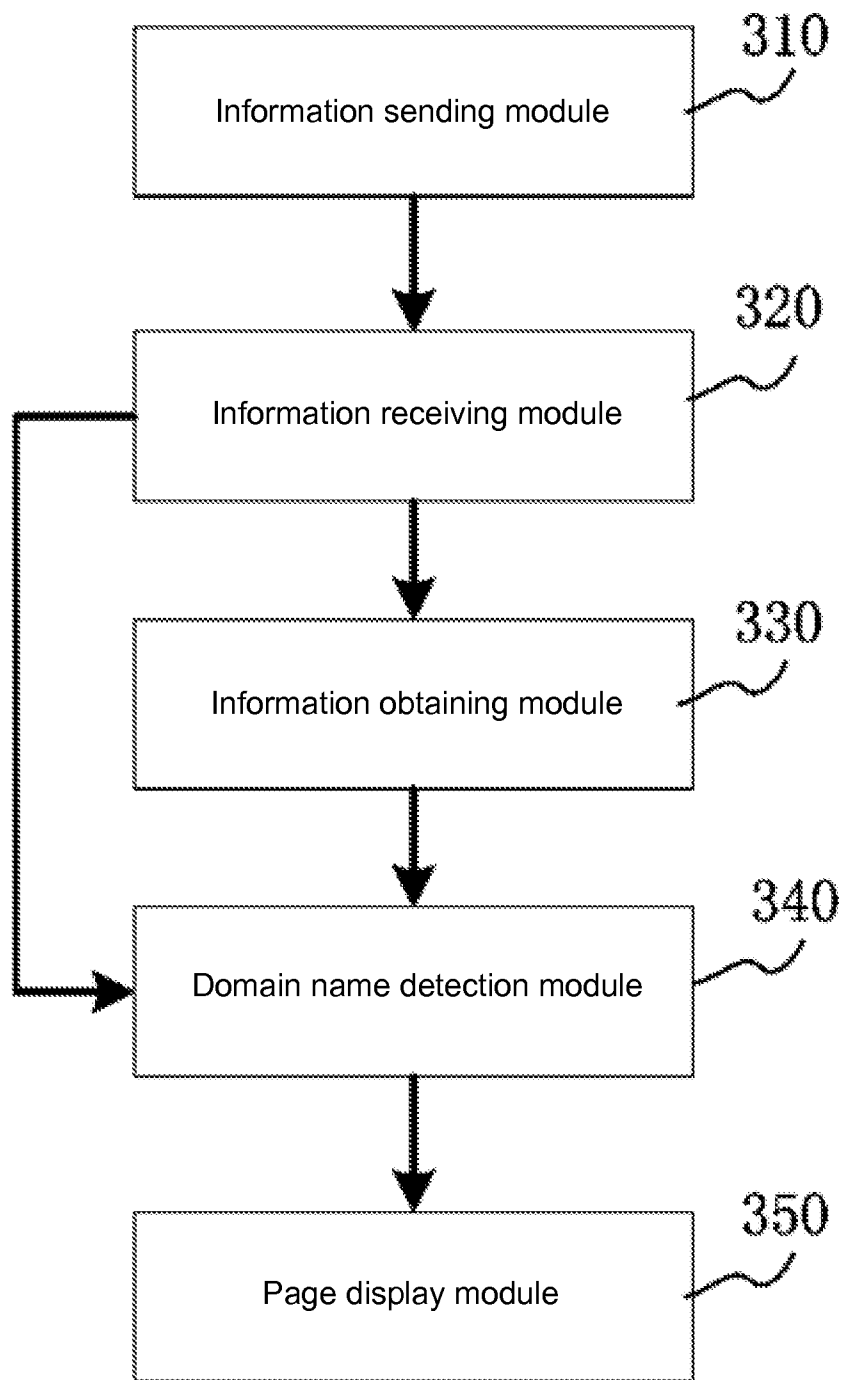 310
Information sending module
320
Information receiving module
330
Information obtaining module
340
Domain name detection module
350
Page display module